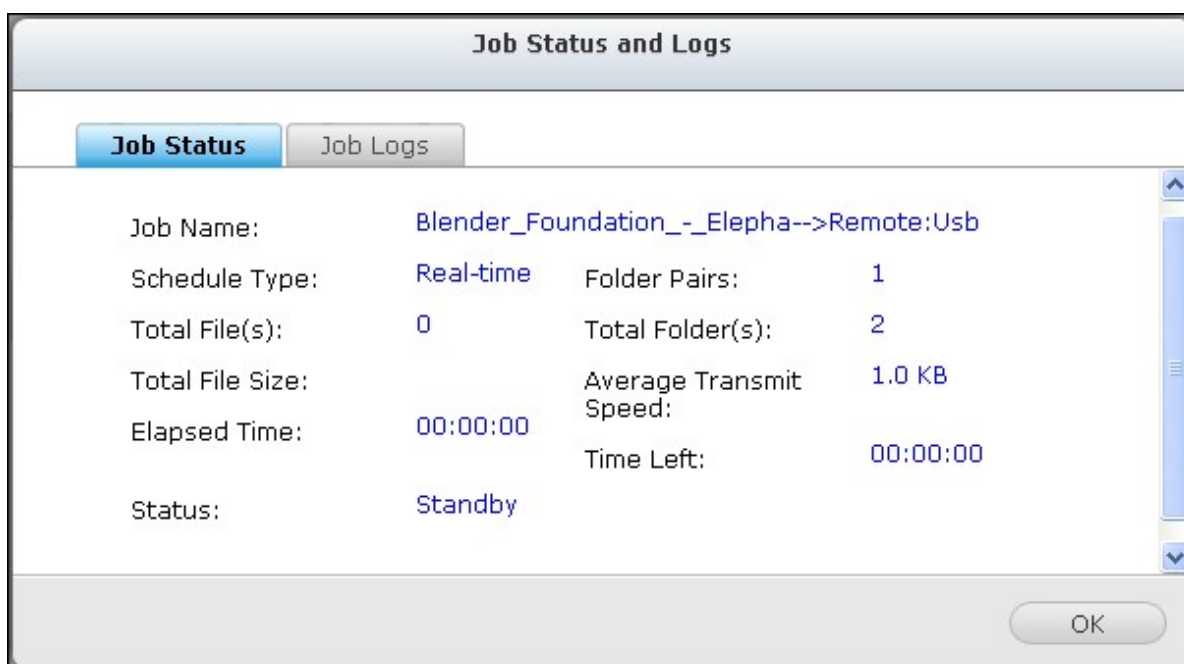 Job Status and Logs
Job Status Job Logs
Job Name: Blender_Foundation_-_Elepha-->Remote:Usb
Schedule Type: Real-time Folder Pairs: 1
Total File(s): 0 Total Folder(s): 2
Total File Size: Average Transmit Speed: 1.0 KB
Elapsed Time: 00:00:00 Time Left: 00:00:00
Status: Standby
OK